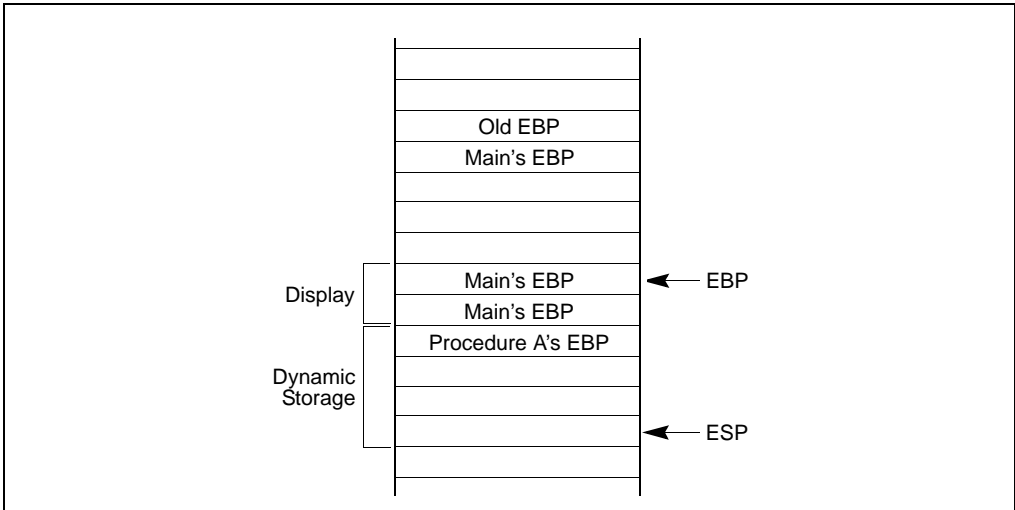 Old EBP
Main's EBP
Main's EBP
EBP
Display
Main's EBP
Procedure A's EBP
Dynamic
Storage
ESP